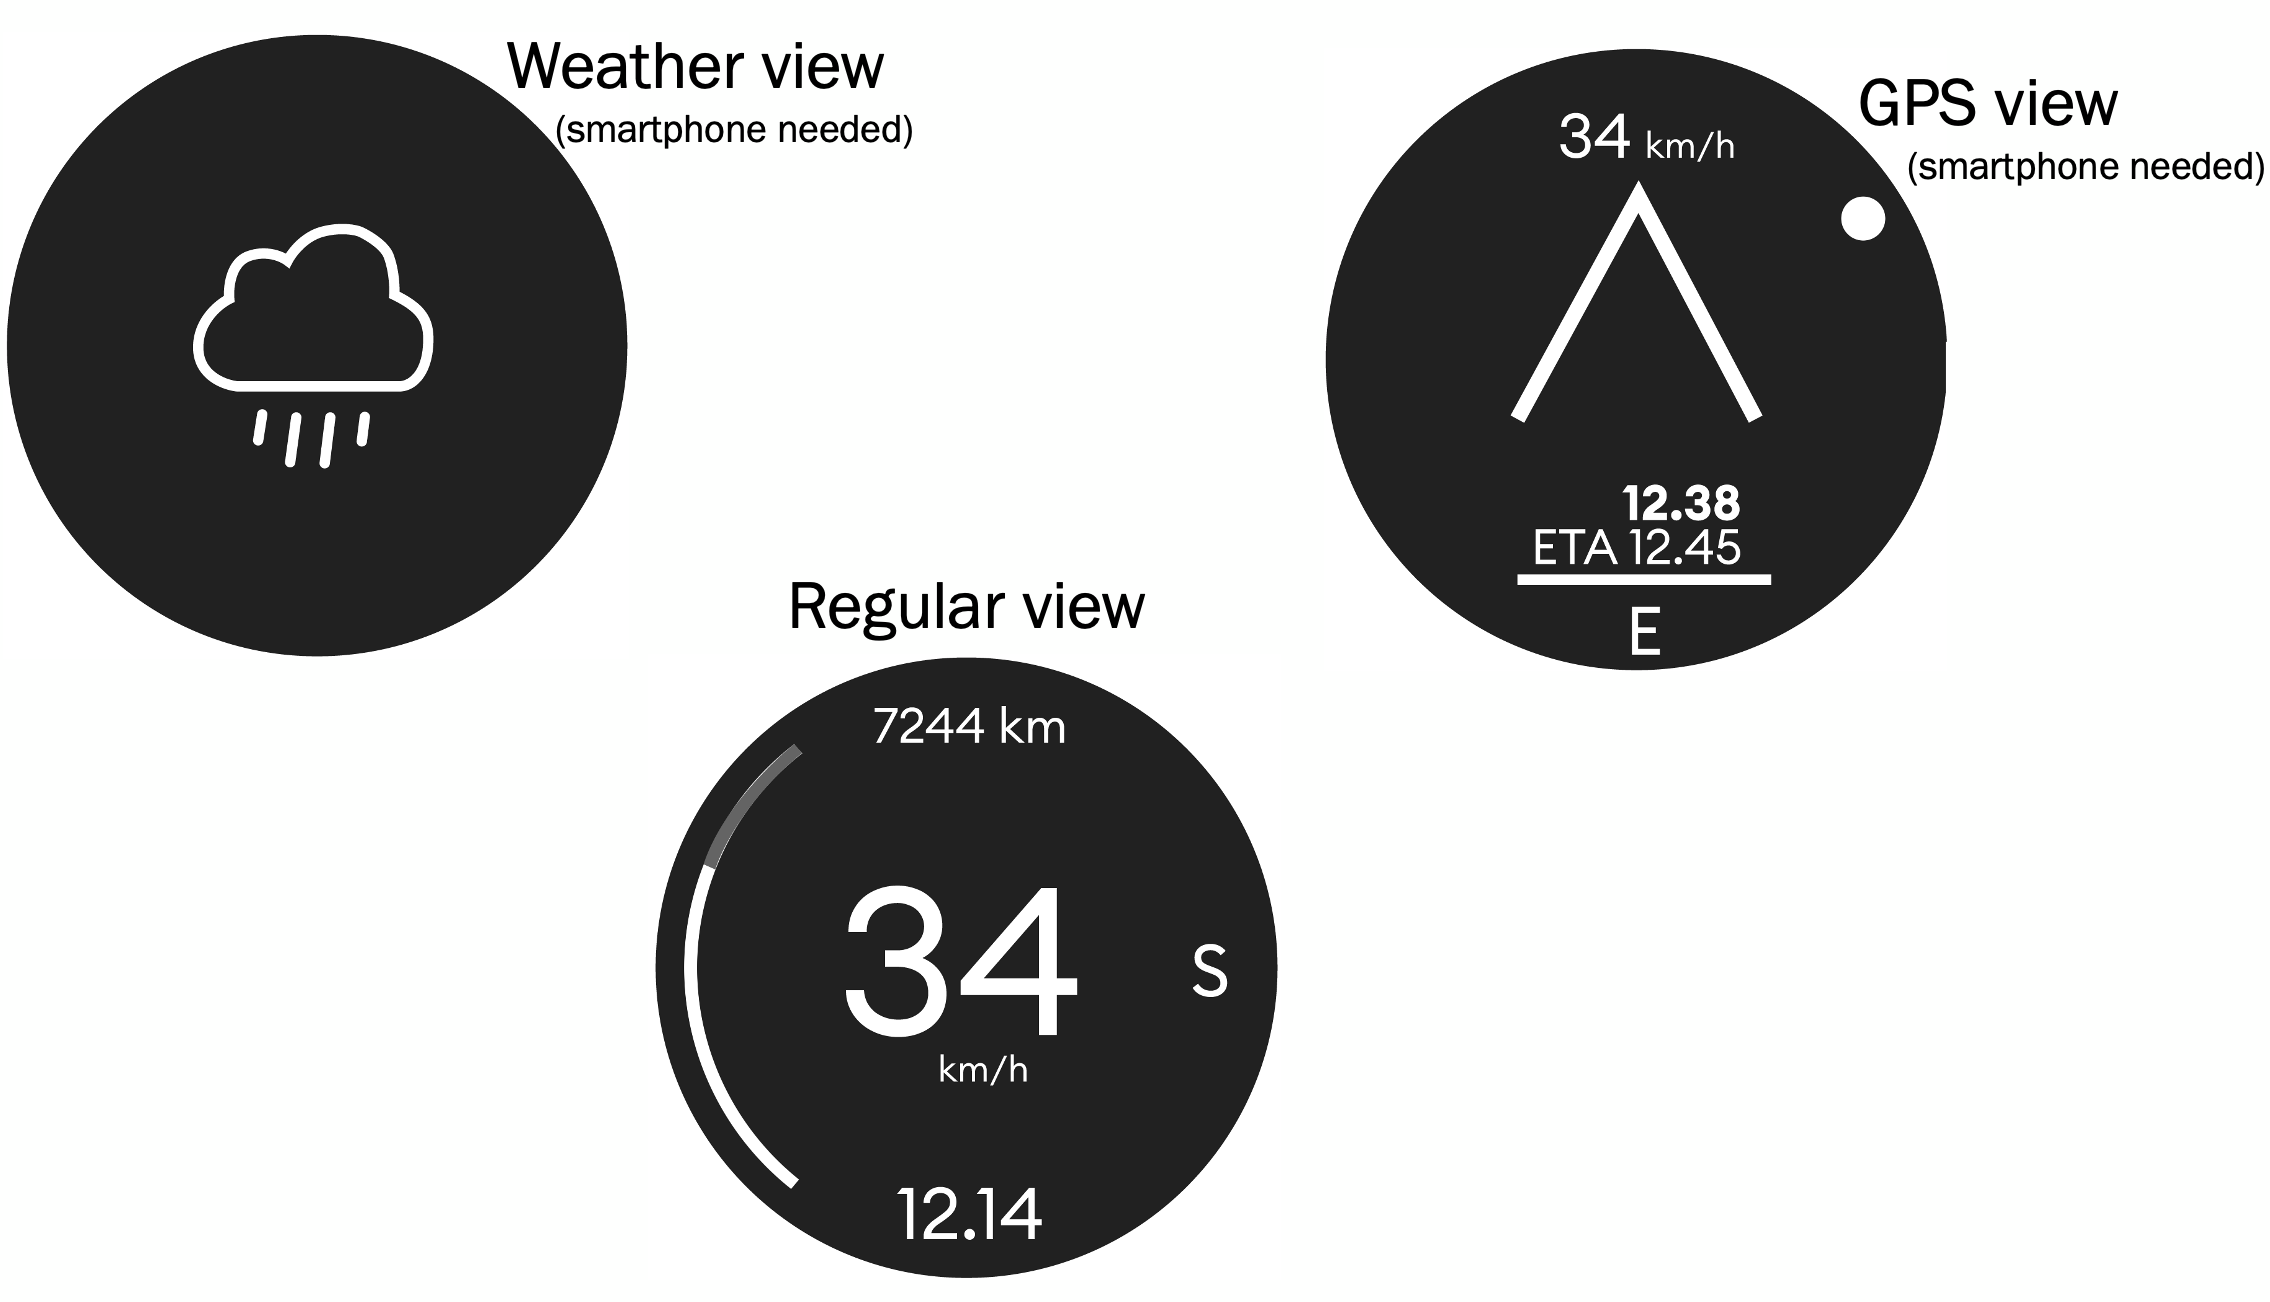 Weather view
(smartphone needed)
GPS view
(smartphone needed)
34 km/h
12.38
ETA 12.45
E
Regular view
7244 km
34
km/h
S
12.14